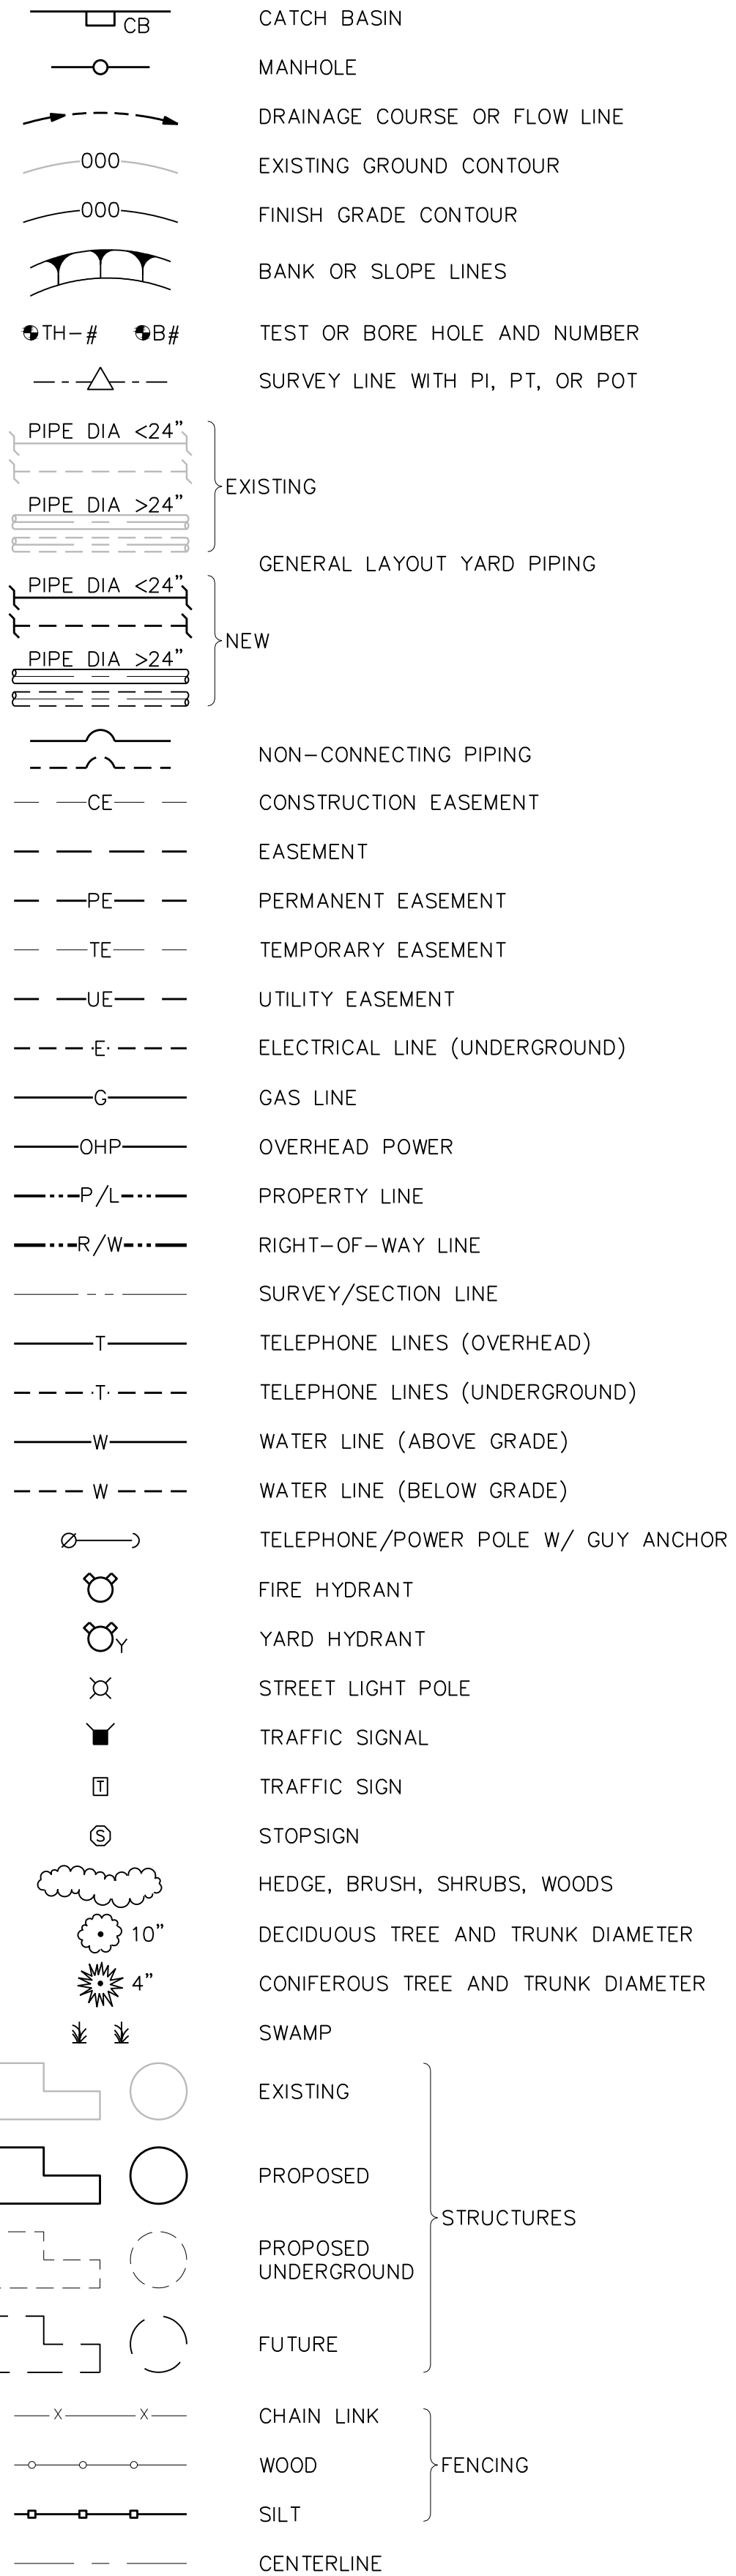 CB CATCH BASIN
MANHOLE
DRAINAGE COURSE OR FLOW LINE
000 EXISTING GROUND CONTOUR
000 FINISH GRADE CONTOUR
BANK OR SLOPE LINES
TH-# B# TEST OR BORE HOLE AND NUMBER
SURVEY LINE WITH PI, PT, OR POT
PIPE DIA <24"
EXISTING
PIPE DIA >24"
GENERAL LAYOUT YARD PIPING
PIPE DIA <24"
NEW
PIPE DIA >24"
NON-CONNECTING PIPING
CE CONSTRUCTION EASEMENT
EASEMENT
PE PERMANENT EASEMENT
TE TEMPORARY EASEMENT
UE UTILITY EASEMENT
E ELECTRICAL LINE (UNDERGROUND)
G GAS LINE
OHP OVERHEAD POWER
P/L PROPERTY LINE
R/W RIGHT-OF-WAY LINE
SURVEY/SECTION LINE
T TELEPHONE LINES (OVERHEAD)
T TELEPHONE LINES (UNDERGROUND)
W WATER LINE (ABOVE GRADE)
W WATER LINE (BELOW GRADE)
TELEPHONE/POWER POLE W/ GUY ANCHOR
FIRE HYDRANT
Y YARD HYDRANT
STREET LIGHT POLE
TRAFFIC SIGNAL
T TRAFFIC SIGN
S STOPSIGN
HEDGE, BRUSH, SHRUBS, WOODS
10" DECIDUOUS TREE AND TRUNK DIAMETER
4" CONIFEROUS TREE AND TRUNK DIAMETER
SWAMP
EXISTING
PROPOSED
STRUCTURES
PROPOSED
UNDERGROUND
FUTURE
X X CHAIN LINK
WOOD FENCING
SILT
CENTERLINE